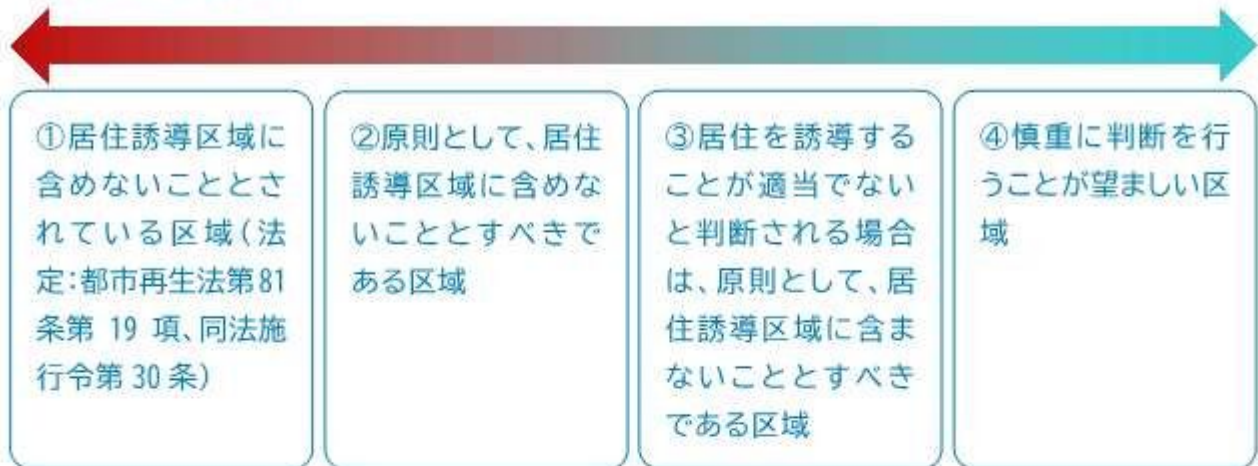 ①居住誘導区域に
含めないこととさ
れている区域(法
定:都市再生法第81
条第 19 項、同法施
行令第 30 条)
②原則として、居住
誘導区域に含めな
いこととすべきで
ある区域
③居住を誘導する
ことが適当でない
と判断される場合
は、原則として、居
住誘導区域に含ま
ないこととすべき
である区域
④慎重に判断を行
うことが望ましい区
域